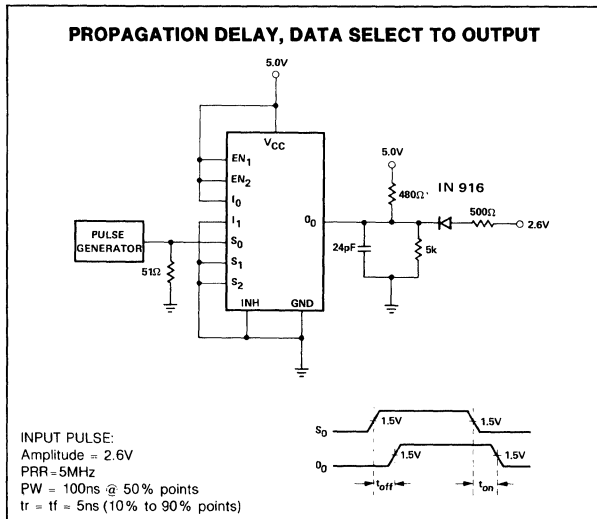 PROPAGATION DELAY, DATA SELECT TO OUTPUT
5.0V
VCC
EN1
EN2
I0
I1
S0
S1
S2
INH
GND
00
PULSE
GENERATOR
51Ω
5.0V
480Ω
IN 916
500Ω
2.6V
24pF
5k
INPUT PULSE:
Amplitude = 2.6V
PRR = 5MHz
PW = 100ns @ 50% points
tr = tf = 5ns (10% to 90% points)
S0
1.5V
1.5V
00
1.5V
1.5V
toff
ton